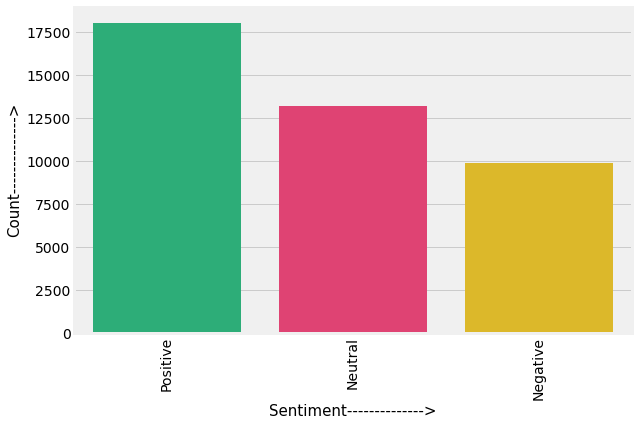 17500
15000
12500
10000
7500
5000
2500
0
Count-------------->
Positive
Neutral
Negative
Sentiment-------------->